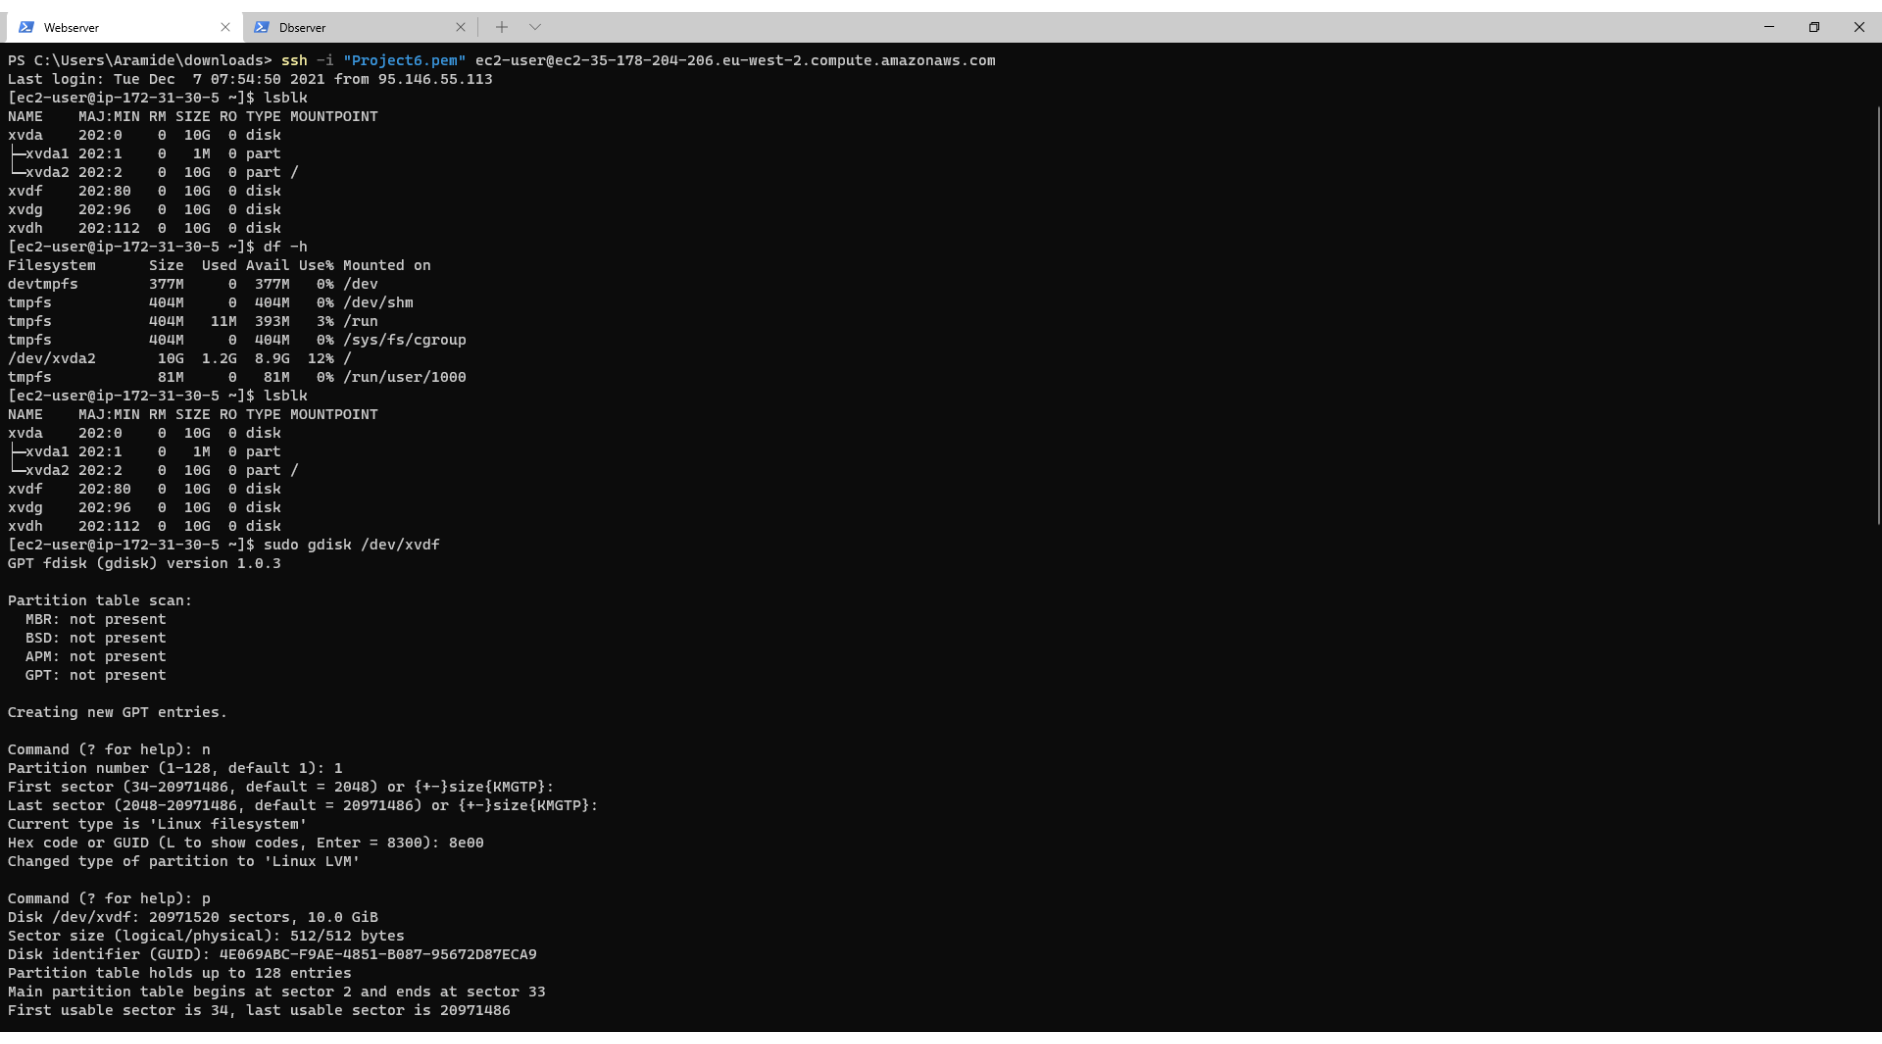 Webserver
Dbserver
PS C:\Users\Aramide\downloads> ssh -i "Project6.pem" ec2-user@ec2-35-178-204-206.eu-west-2.compute.amazonaws.com
Last login: Tue Dec  7 07:54:50 2021 from 95.146.55.113
[ec2-user@ip-172-31-30-5 ~]$ lsblk
NAME    MAJ:MIN RM SIZE RO TYPE MOUNTPOINT
xvda    202:0    0  10G  0 disk
├─xvda1 202:1    0   1M  0 part
└─xvda2 202:2    0  10G  0 part /
xvdf    202:80   0  10G  0 disk
xvdg    202:96   0  10G  0 disk
xvdh    202:112  0  10G  0 disk
[ec2-user@ip-172-31-30-5 ~]$ df -h
Filesystem      Size  Used Avail Use% Mounted on
devtmpfs        377M     0  377M   0% /dev
tmpfs           404M     0  404M   0% /dev/shm
tmpfs           404M   11M  393M   3% /run
tmpfs           404M     0  404M   0% /sys/fs/cgroup
/dev/xvda2       10G  1.2G  8.9G  12% /
tmpfs            81M     0   81M   0% /run/user/1000
[ec2-user@ip-172-31-30-5 ~]$ lsblk
NAME    MAJ:MIN RM SIZE RO TYPE MOUNTPOINT
xvda    202:0    0  10G  0 disk
├─xvda1 202:1    0   1M  0 part
└─xvda2 202:2    0  10G  0 part /
xvdf    202:80   0  10G  0 disk
xvdg    202:96   0  10G  0 disk
xvdh    202:112  0  10G  0 disk
[ec2-user@ip-172-31-30-5 ~]$ sudo gdisk /dev/xvdf
GPT fdisk (gdisk) version 1.0.3

Partition table scan:
  MBR: not present
  BSD: not present
  APM: not present
  GPT: not present

Creating new GPT entries.

Command (? for help): n
Partition number (1-128, default 1): 1
First sector (34-20971486, default = 2048) or {+-}size{KMGTP}:
Last sector (2048-20971486, default = 20971486) or {+-}size{KMGTP}:
Current type is 'Linux filesystem'
Hex code or GUID (L to show codes, Enter = 8300): 8e00
Changed type of partition to 'Linux LVM'

Command (? for help): p
Disk /dev/xvdf: 20971520 sectors, 10.0 GiB
Sector size (logical/physical): 512/512 bytes
Disk identifier (GUID): 4E069ABC-F9AE-4851-B087-95672D87ECA9
Partition table holds up to 128 entries
Main partition table begins at sector 2 and ends at sector 33
First usable sector is 34, last usable sector is 20971486